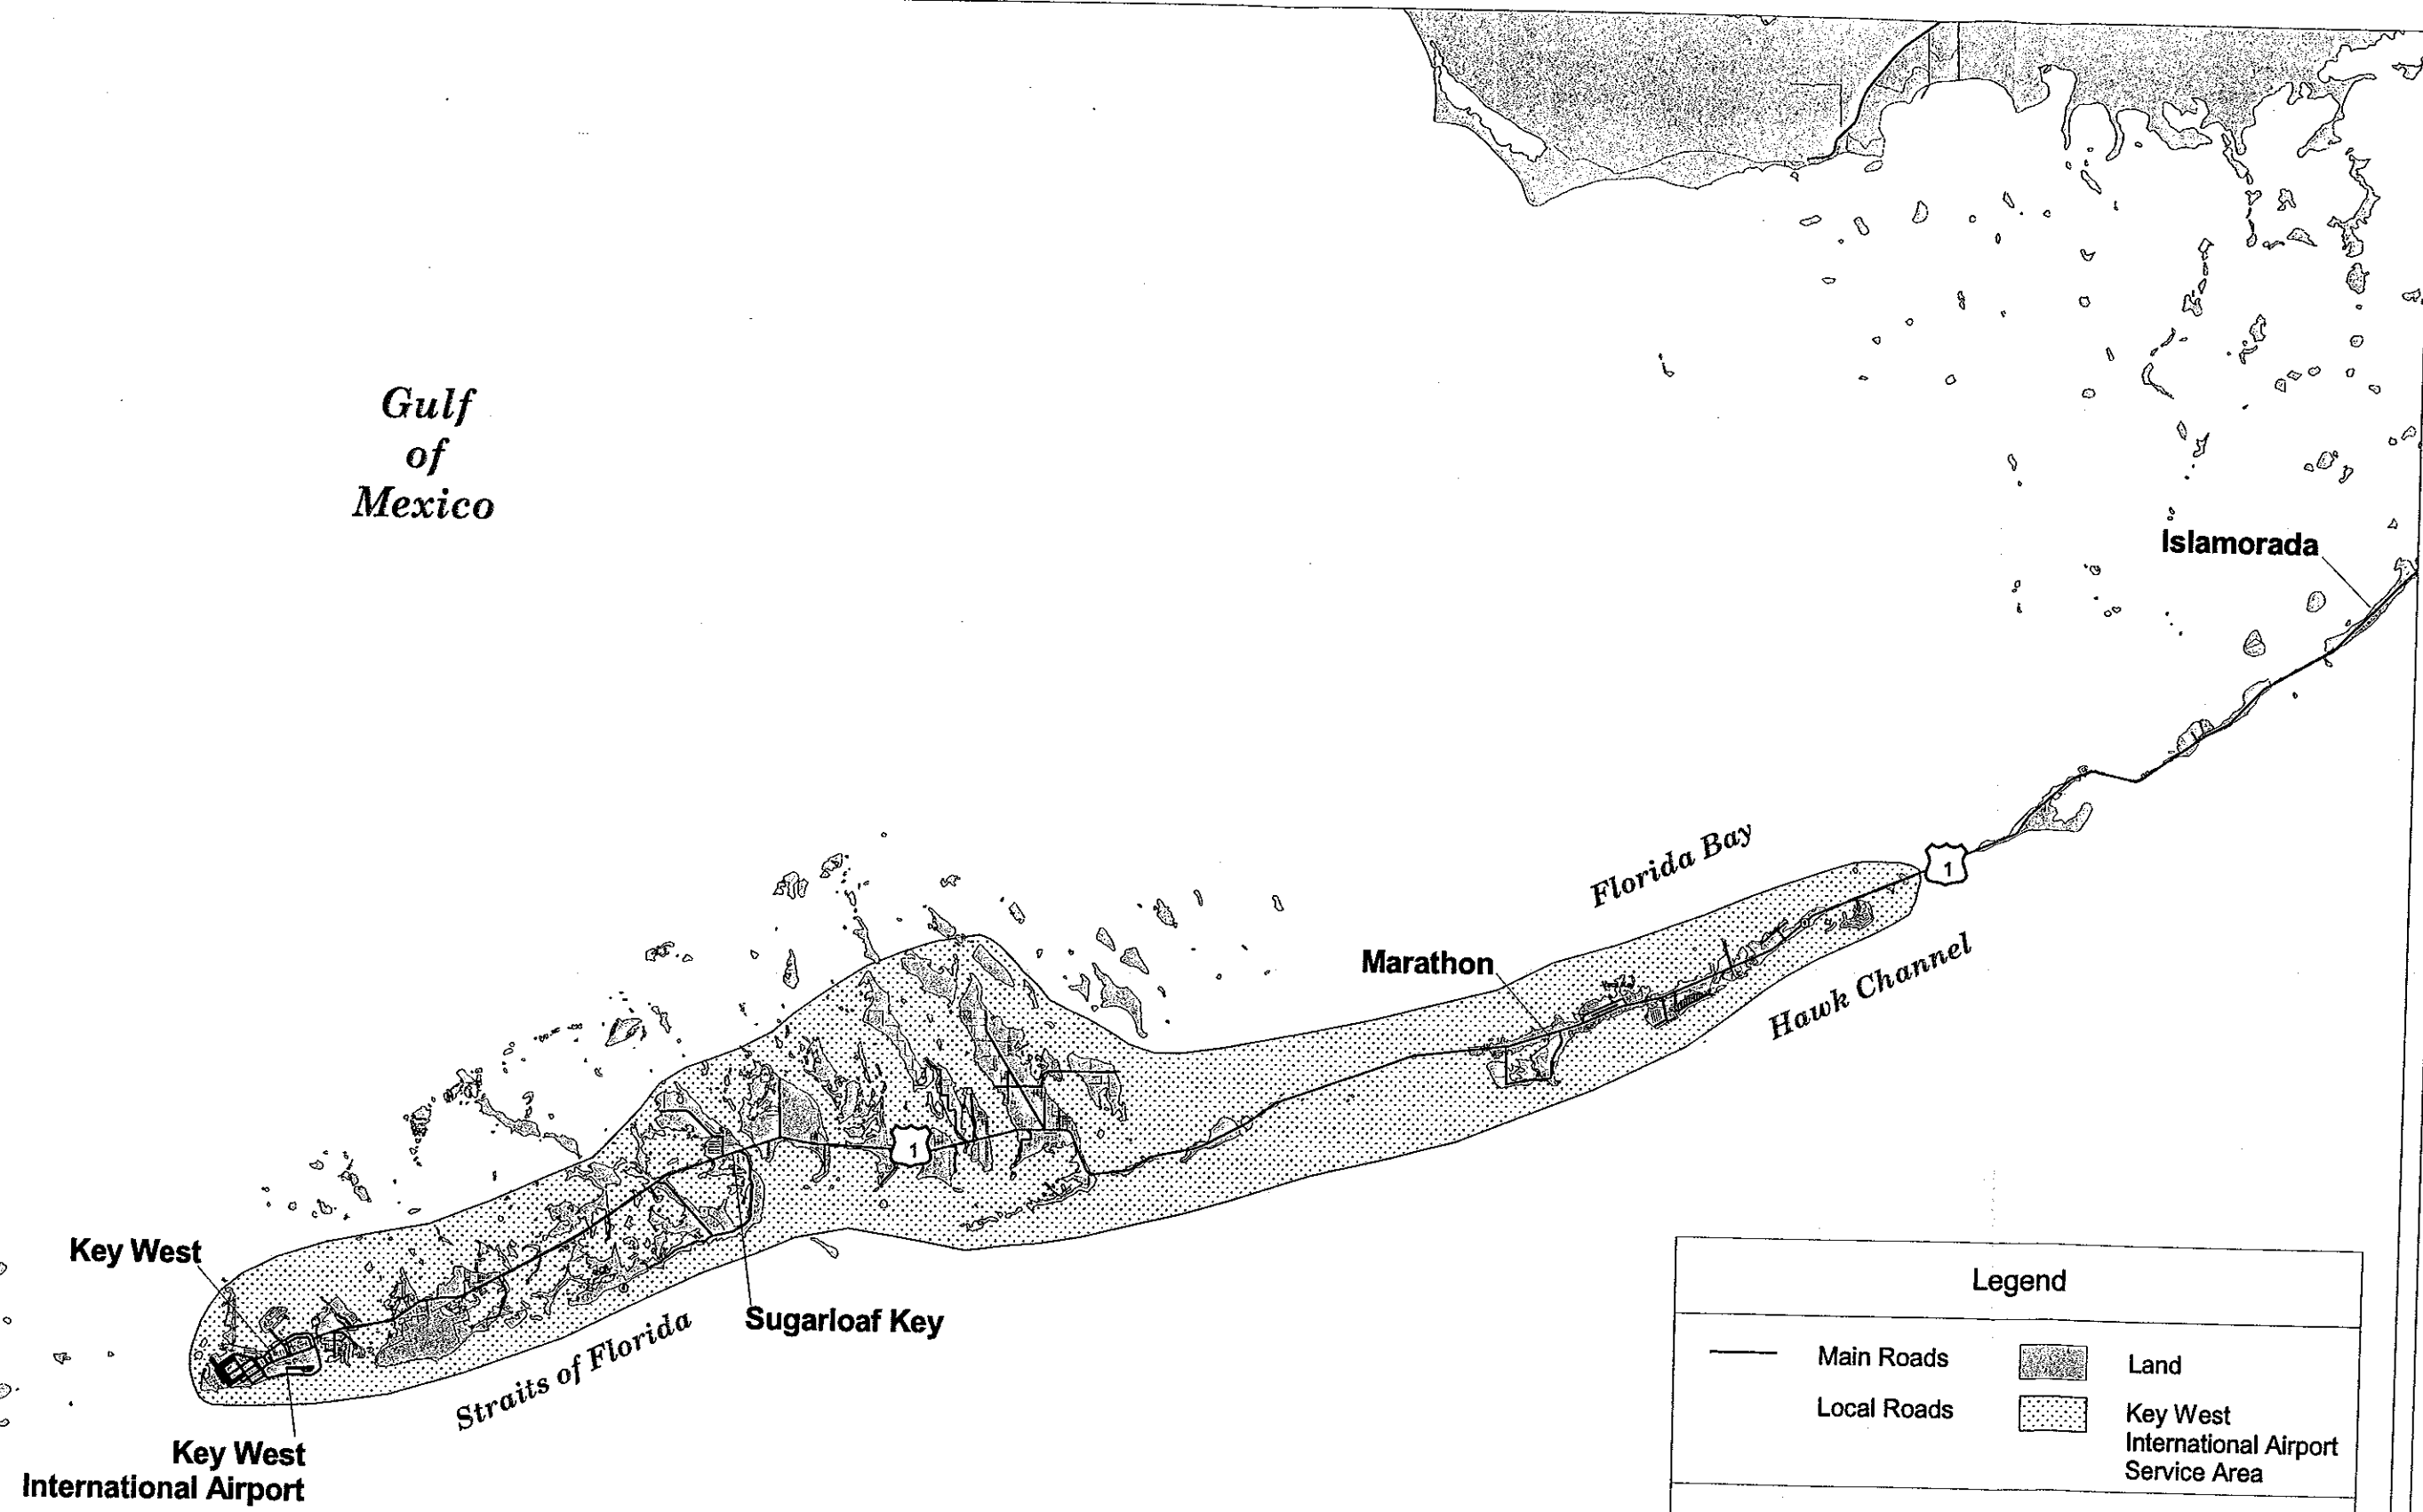 Gulf
of
Mexico
Islamorada
Florida Bay
1
Marathon
Hawk Channel
1
Key West
Sugarloaf Key
Straits of Florida
Key West
International Airport
Legend
Main Roads
Land
Local Roads
Key West
International Airport
Service Area